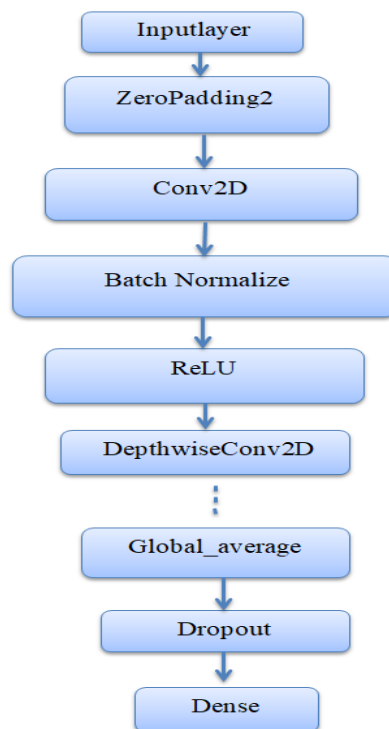 Inputlayer
ZeroPadding2
Conv2D
Batch Normalize
ReLU
DepthwiseConv2D
Global_average
Dropout
Dense